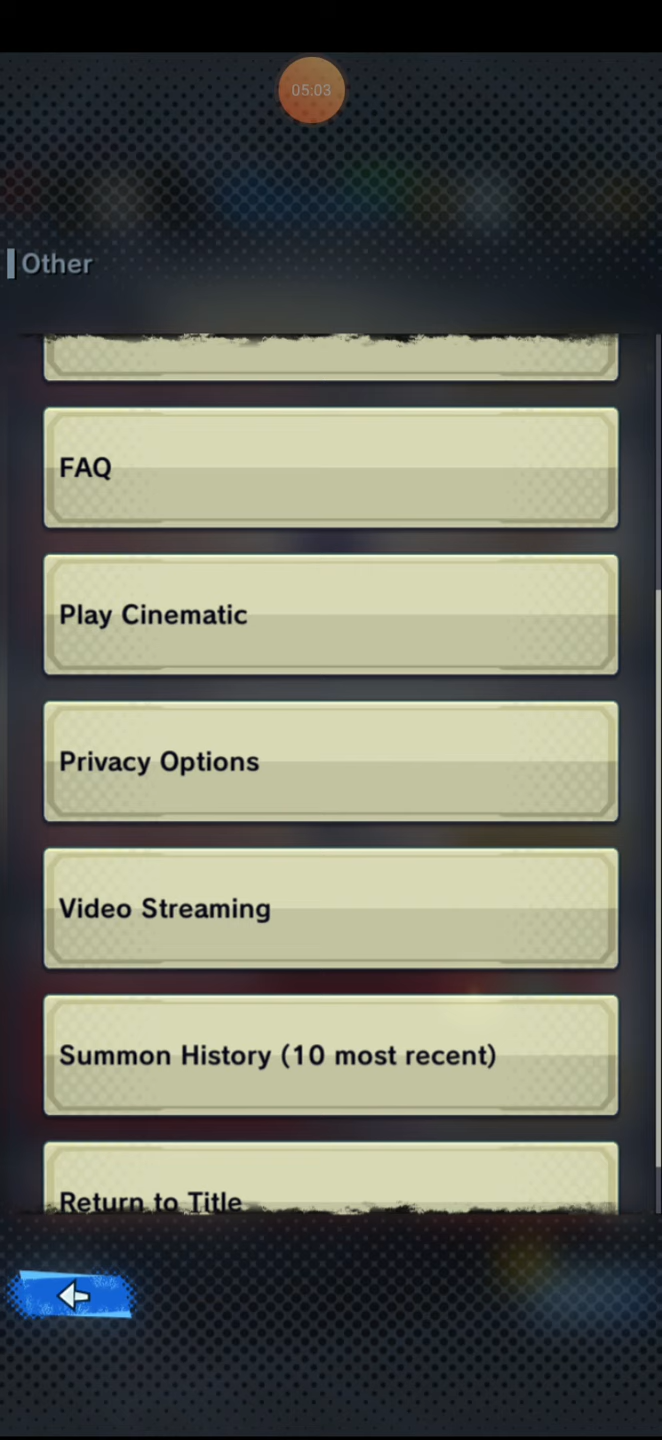 05:03
Other
FAQ
Play Cinematic
Privacy Options
Video Streaming
Summon History (10 most recent)
Return to Title